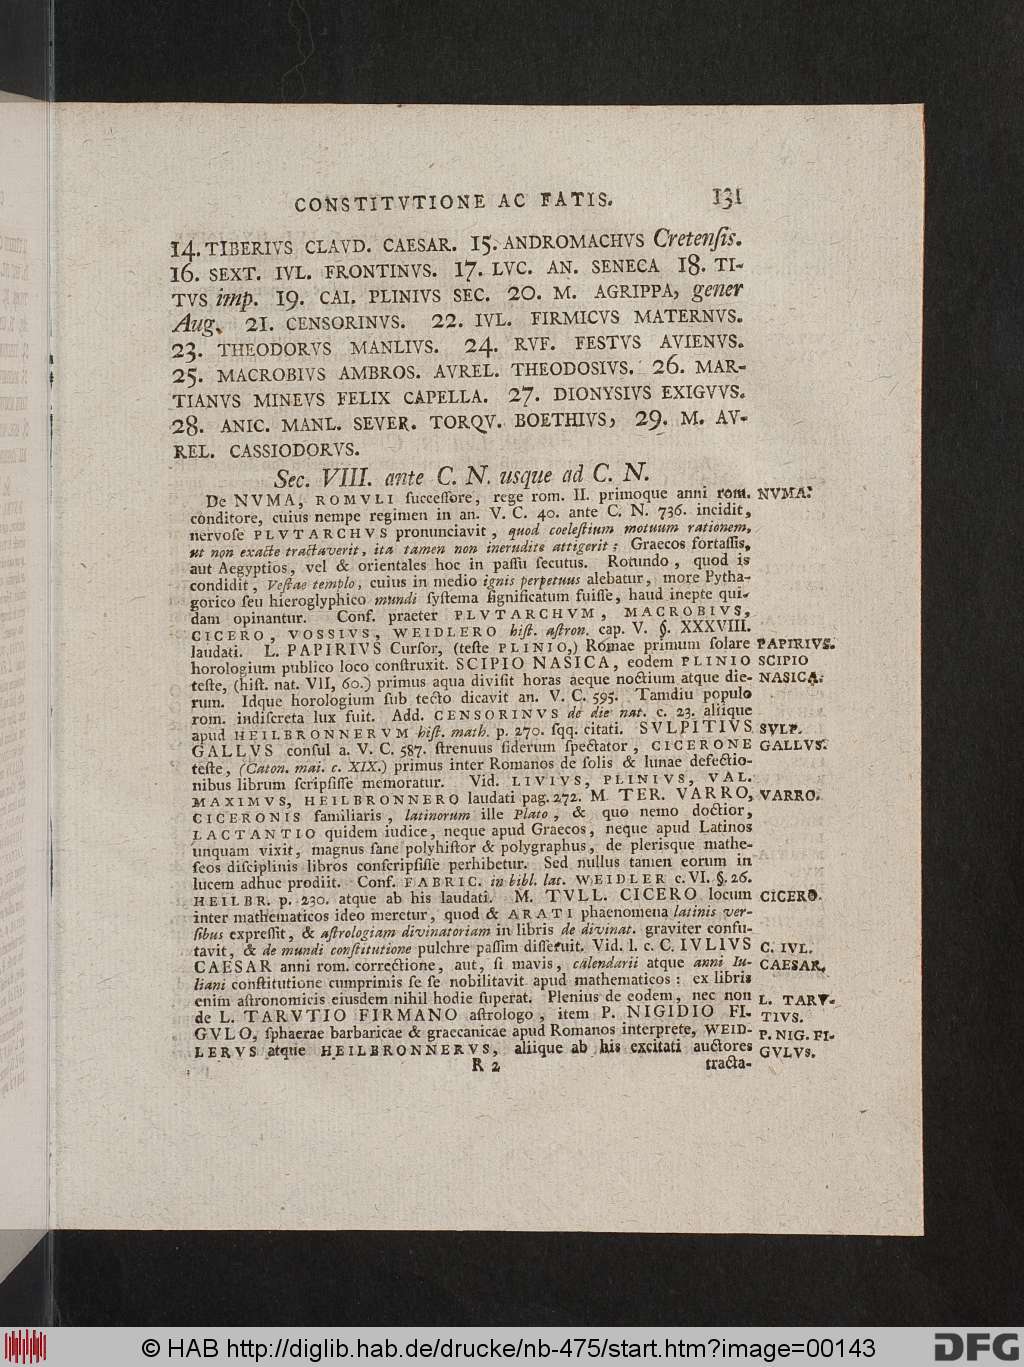 CONSTITVTIONE AC FATIS. 131
14. TIBERIVS CLAVD. CAESAR. 15. ANDROMACHVS Cretenſis.
16. SEXT. IVL. FRONTINVS. 17. LVC. AN. SENECA 18. TI-
TVS imp. 19. CAI. PLINIVS SEC. 20. M. AGRIPPA, gener
Aug. 21. CENSORINVS. 22. IVL. FIRMICVS MATERNVS.
23. THEODORVS MANLIVS. 24. RVF. FESTVS AVIENVS.
25. MACROBIVS AMBROS. AVREL. THEODOSIVS. 26. MAR-
TIANVS MINEVS FELIX CAPELLA. 27. DIONYSIVS EXIGVVS.
28. ANIC. MANL. SEVER. TORQV. BOETHIVS, 29. M. AV-
REL. CASSIODORVS.
Sec. VIII. ante C. N. usque ad C. N.
De NVMA, ROMVLI ſucceſſore, rege rom. II. primoque anni rom. NVMA.
conditore, cuius nempe regimen in an. V. C. 40. ante C. N. 736. incidit,
nervoſe PLVTARCHVS pronunciavit, quod coeleſtium motuum rationem,
ut non exacte tractaverit, ita tamen non inerudite attigerit; Graecos fortaſſis,
aut Aegyptios, vel & orientales hoc in paſſu ſecutus. Rotundo, quod is
condidit, Veſtae templo, cuius in medio ignis perpetuus alebatur, more Pytha-
gorico ſeu hieroglyphico mundi ſyſtema ſignificatum fuiſſe, haud inepte qui-
dam opinantur. Conf. praeter PLVTARCHVM, MACROBIVS,
CICERO, VOSSIVS, WEIDLERO hiſt. aſtron. cap. V. §. XXXVIII.
laudati. L. PAPIRIVS Curſor, (teſte PLINIO,) Romae primum ſolare PAPIRIVS.
horologium publico loco conſtruxit. SCIPIO NASICA, eodem PLINIO SCIPIO
teſte, (hiſt. nat. VII, 60.) primus aqua diviſit horas aeque noctium atque die- NASICA.
rum. Idque horologium ſub tecto dicavit an. V. C. 595. Tamdiu populo
rom. indiſcreta lux fuit. Add. CENSORINVS de die nat. c. 23. aliique
apud HEILBRONNERVM hiſt. math. p. 270. ſqq. citati. SVLPITIVS SVLP.
GALLVS conſul a. V. C. 587. ſtrenuus ſiderum ſpectator, CICERONE GALLVS.
teſte, (Caton. mai. c. XIX.) primus inter Romanos de ſolis & lunae defectio-
nibus librum ſcripſiſſe memoratur. Vid. LIVIVS, PLINIVS, VAL.
MAXIMVS, HEILBRONNERO laudati pag. 272. M. TER. VARRO, VARRO.
CICERONIS familiaris, latinorum ille Plato, & quo nemo doctior,
LACTANTIO quidem iudice, neque apud Graecos, neque apud Latinos
unquam vixit, magnus ſane polyhiſtor & polygraphus, de plerisque mathe-
ſeos diſciplinis libros conſcripſiſſe perhibetur. Sed nullus tamen eorum in
lucem adhuc prodiit. Conf. FABRIC. in bibl. lat. WEIDLER c. VI. §. 26.
HEILBR. p. 230. atque ab his laudati. M. TVLL. CICERO locum CICERO.
inter mathematicos ideo meretur, quod & ARATI phaenomena latinis ver-
ſibus expreſſit, & aſtrologiam divinatoriam in libris de divinat. graviter confu-
tavit, & de mundi conſtitutione pulchre paſſim diſſeruit. Vid. l. c. C. IVLIVS C. IVL.
CAESAR anni rom. correctione, aut, ſi mavis, calendarii atque anni Iu- CAESAR.
liani conſtitutione cumprimis ſe ſe nobilitavit apud mathematicos: ex libris
enim aſtronomicis eiusdem nihil hodie ſuperat. Plenius de eodem, nec non L. TARV-
de L. TARVTIO FIRMANO aſtrologo, item P. NIGIDIO FI- TIVS.
GVLO, ſphaerae barbaricae & graecanicae apud Romanos interprete, WEID- P. NIG. FI-
LERVS atque HEILBRONNERVS, aliique ab his excitati auctores GVLVS.
R 2 tracta-
© HAB http://diglib.hab.de/drucke/nb-475/start.htm?image=00143 DFG